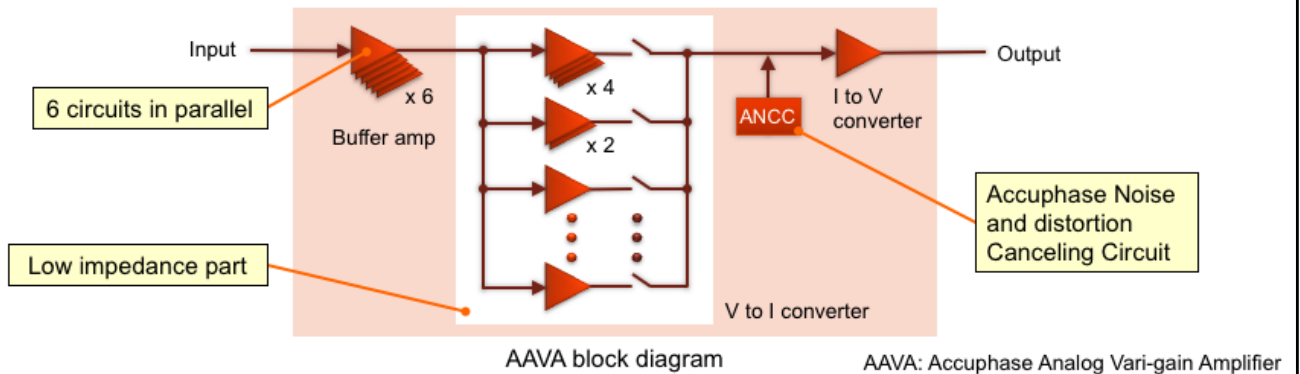 Input
6 circuits in parallel
x 6
Buffer amp
x 4
x 2
Low impedance part
V to I converter
ANCC
I to V
converter
Output
Accuphase Noise
and distortion
Canceling Circuit
AAVA block diagram
AAVA: Accuphase Analog Vari-gain Amplifier